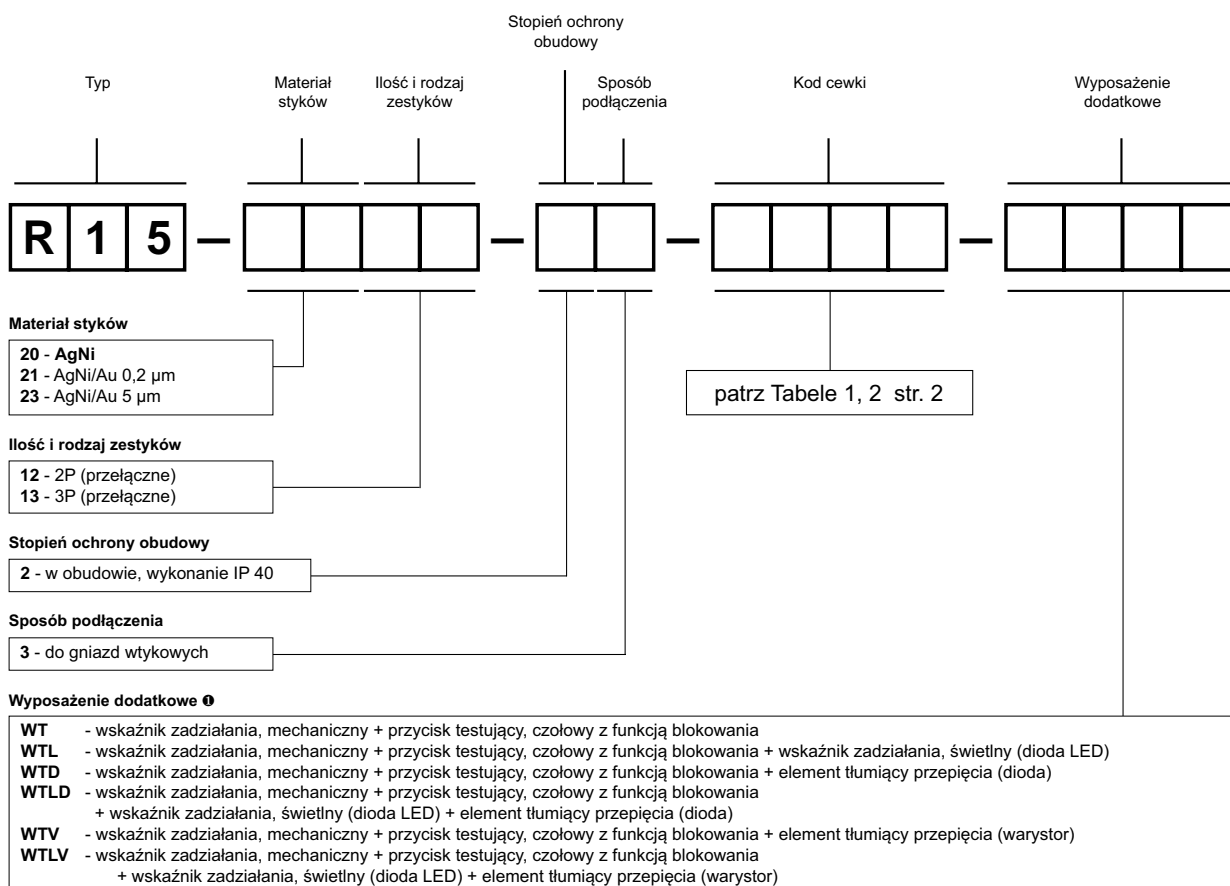 Stopień ochrony
obudowy
Typ
Materiał
styków
Ilość i rodzaj
zestyków
Sposób
podłączenia
Kod cewki
Wyposażenie
dodatkowe
R 1 5 – – – –
Materiał styków
20 - AgNi
21 - AgNi/Au 0,2 µm
23 - AgNi/Au 5 µm
patrz Tabele 1, 2 str. 2
Ilość i rodzaj zestyków
12 - 2P (przełączne)
13 - 3P (przełączne)
Stopień ochrony obudowy
2 - w obudowie, wykonanie IP 40
Sposób podłączenia
3 - do gniazd wtykowych
Wyposażenie dodatkowe ❶
WT - wskaźnik zadziałania, mechaniczny + przycisk testujący, czołowy z funkcją blokowania
WTL - wskaźnik zadziałania, mechaniczny + przycisk testujący, czołowy z funkcją blokowania + wskaźnik zadziałania, świetlny (dioda LED)
WTD - wskaźnik zadziałania, mechaniczny + przycisk testujący, czołowy z funkcją blokowania + element tłumiący przepięcia (dioda)
WTLD - wskaźnik zadziałania, mechaniczny + przycisk testujący, czołowy z funkcją blokowania
+ wskaźnik zadziałania, świetlny (dioda LED) + element tłumiący przepięcia (dioda)
WTV - wskaźnik zadziałania, mechaniczny + przycisk testujący, czołowy z funkcją blokowania + element tłumiący przepięcia (warystor)
WTLV - wskaźnik zadziałania, mechaniczny + przycisk testujący, czołowy z funkcją blokowania
+ wskaźnik zadziałania, świetlny (dioda LED) + element tłumiący przepięcia (warystor)